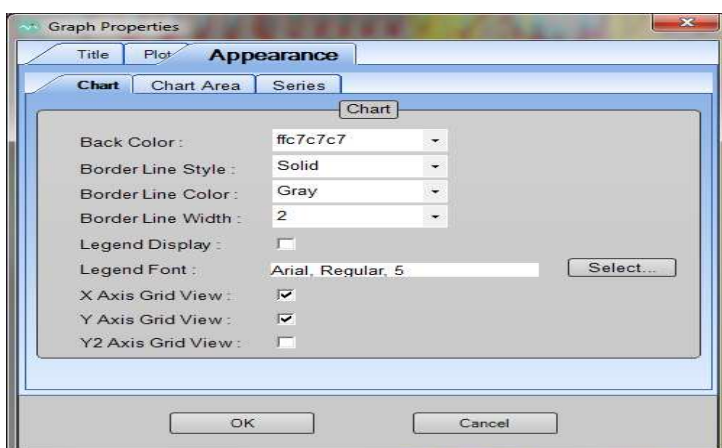 Graph Properties
Title Plot Appearance
Chart Chart Area Series
Chart
Back Color : ffc7c7c7
Border Line Style : Solid
Border Line Color : Gray
Border Line Width : 2
Legend Display :
Legend Font : Arial, Regular, 5 Select...
X Axis Grid View :
Y Axis Grid View :
Y2 Axis Grid View :
OK Cancel